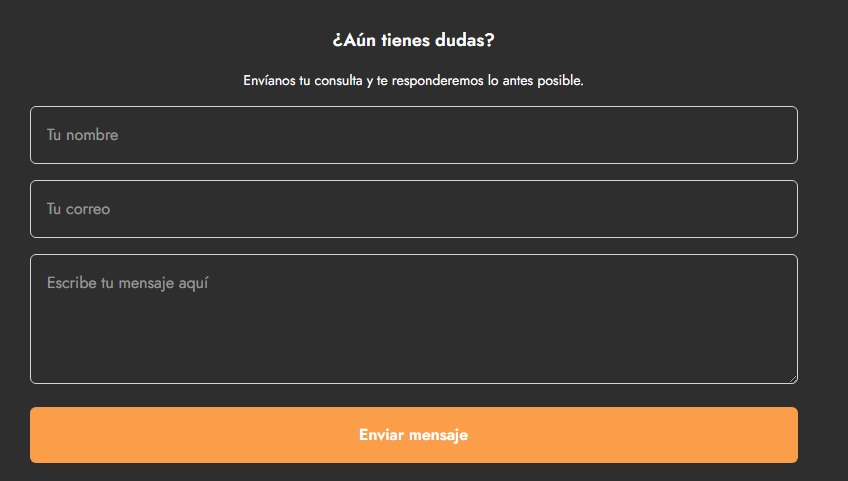 ¿Aún tienes dudas?
Envíanos tu consulta y te responderemos lo antes posible.
Tu nombre
Tu correo
Escribe tu mensaje aquí
Enviar mensaje